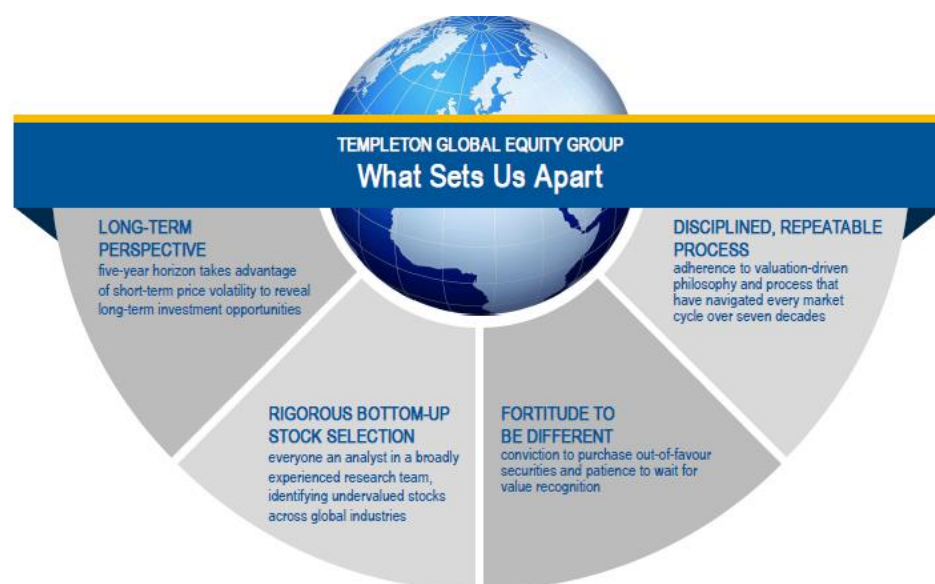 TEMPLETON GLOBAL EQUITY GROUP
What Sets Us Apart
LONG-TERM
PERSPECTIVE
five-year horizon takes advantage
of short-term price volatility to reveal
long-term investment opportunities
RIGOROUS BOTTOM-UP
STOCK SELECTION
everyone an analyst in a broadly
experienced research team,
identifying undervalued stocks
across global industries
FORTITUDE TO
BE DIFFERENT
conviction to purchase out-of-favour
securities and patience to wait for
value recognition
DISCIPLINED, REPEATABLE
PROCESS
adherence to valuation-driven
philosophy and process that
have navigated every market
cycle over seven decades